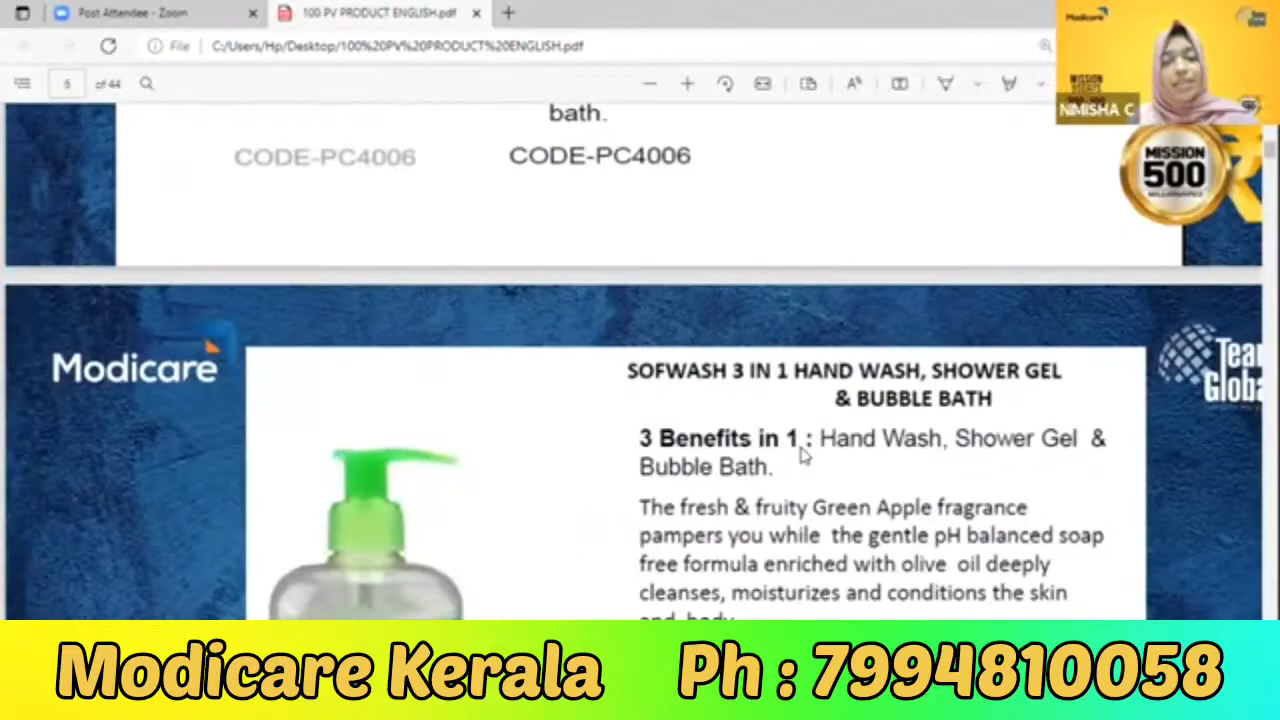 Post Attendee - Zoom
100 PV PRODUCT ENGLISH.pdf
File
C:/Users/Hp/Desktop/100%20PV%20PRODUCT%20ENGLISH.pdf
6 of 44
Modicare
NIMISHA C
MISSION
500
bath.
CODE-PC4006
CODE-PC4006
Modicare
SOFWASH 3 IN 1 HAND WASH, SHOWER GEL
& BUBBLE BATH
3 Benefits in 1 : Hand Wash, Shower Gel &
Bubble Bath.
The fresh & fruity Green Apple fragrance
pampers you while the gentle pH balanced soap
free formula enriched with olive oil deeply
cleanses, moisturizes and conditions the skin
and body
Modicare Kerala Ph : 7994810058